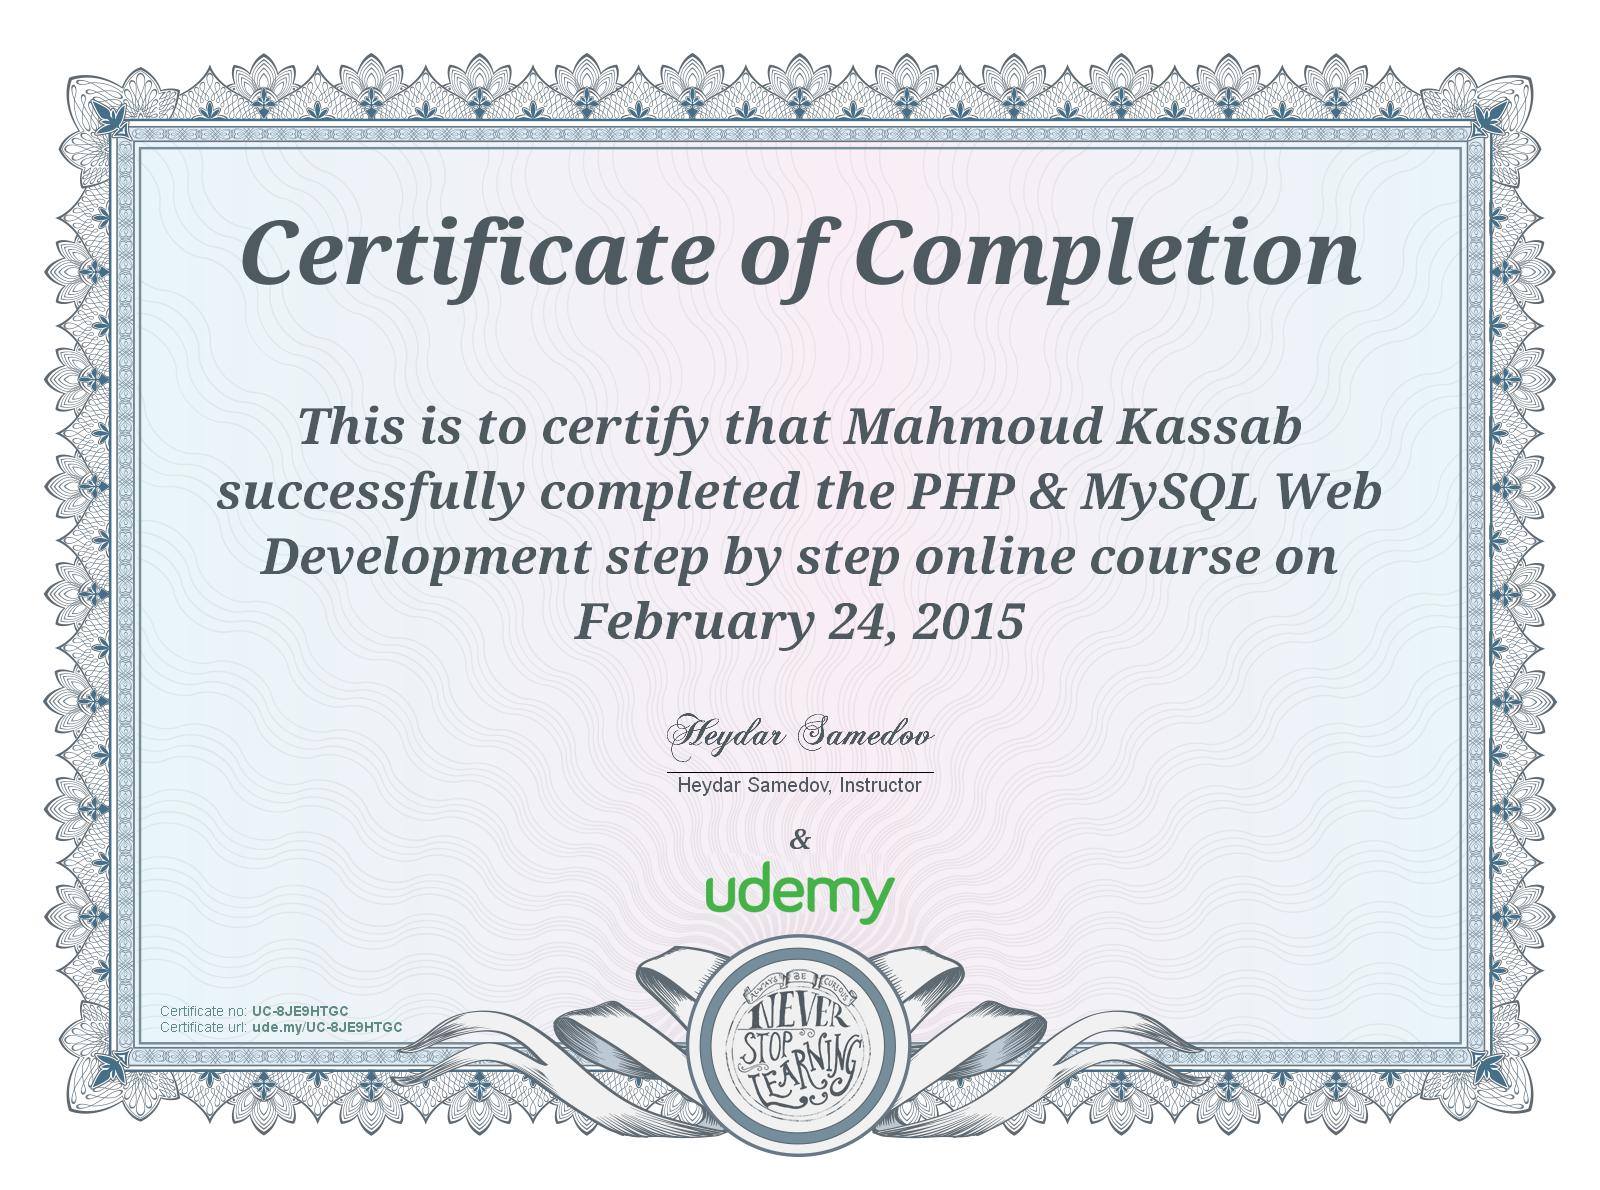 Certificate of Completion
This is to certify that Mahmoud Kassab
successfully completed the PHP & MySQL Web
Development step by step online course on
February 24, 2015
Heydar Samedov
Heydar Samedov, Instructor
&
udemy
Certificate no: UC-8JE9HTGC
Certificate url: ude.my/UC-8JE9HTGC
ALWAYS BE CURIOUS
NEVER
STOP
LEARNING